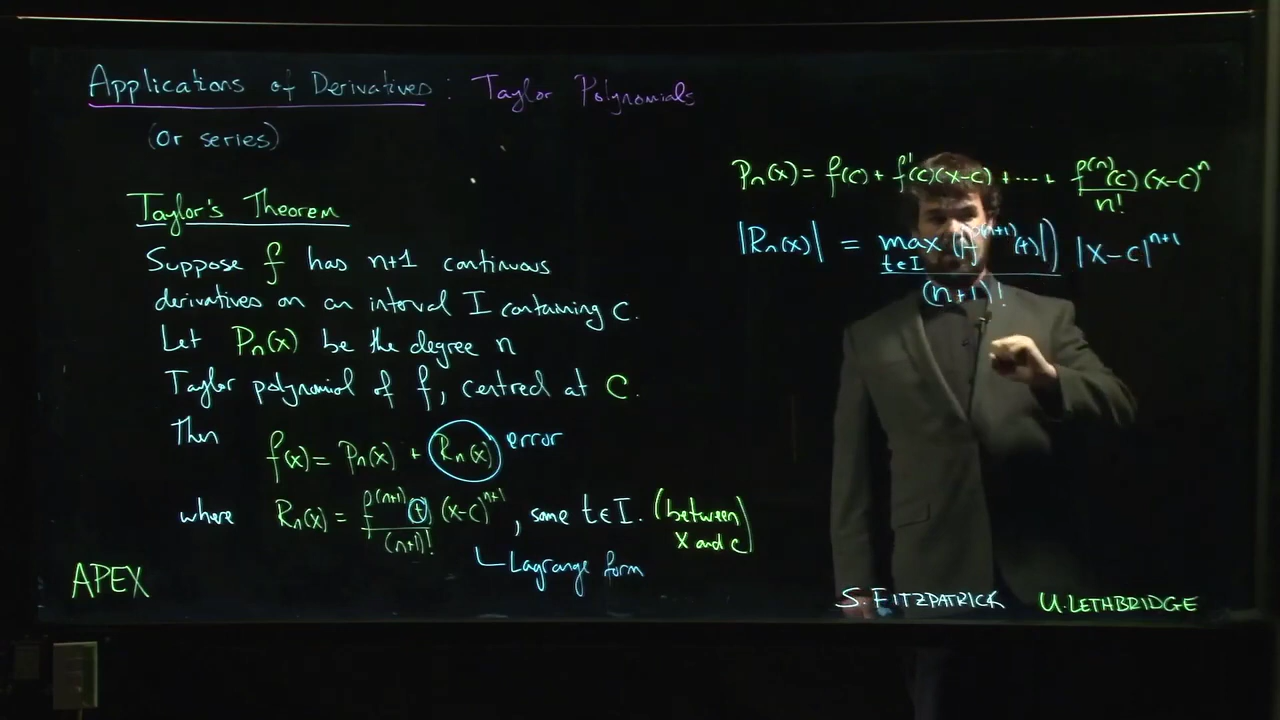 Applications of Derivatives : Taylor Polynomials
(Or series)
Taylor's Theorem
Suppose f has n+1 continuous
derivatives on an interval I containing c.
Let Pn(x) be the degree n
Taylor polynomial of f, centred at c.
Then f(x) = Pn(x) + Rn(x) error
where Rn(x) = f^(n+1)(t)/(n+1)! (x-c)^n+1 , some t∈I. (between x and c)
Lagrange form
APEX
Pn(x) = f(c) + f'(c)(x-c) + ... + f^(n)(c)/n! (x-c)^n
|Rn(x)| = max t∈I (|f^(n+1)(t)|)/(n+1)! |x-c|^n+1
S. FITZPATRICK U. LETHBRIDGE